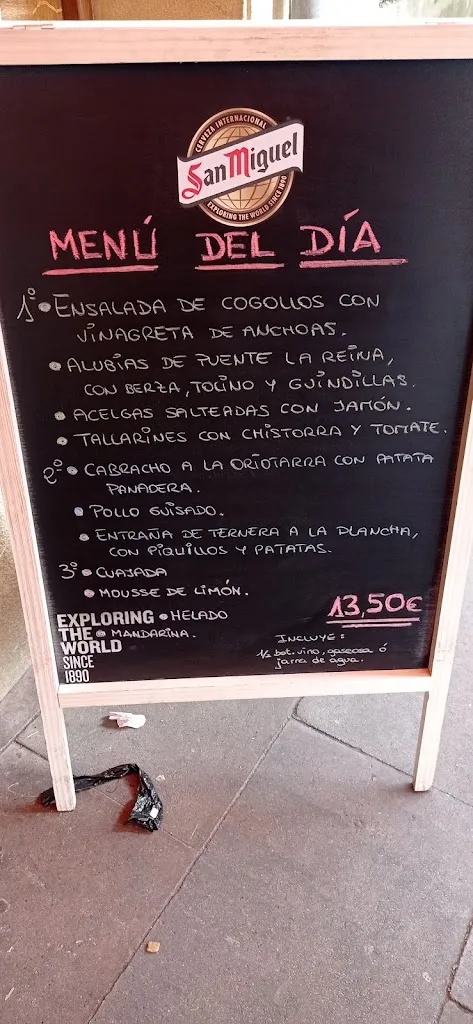 CERVEZA INTERNACIONAL
San Miguel
EXPLORING THE WORLD SINCE 1890
MENÚ DEL DÍA
1º • ENSALADA DE COGOLLOS CON
VINAGRETA DE ANCHOAS.
• ALUBIAS DE PUENTE LA REINA,
CON BERZA, TOCINO Y GUINDILLAS.
• ACELGAS SALTEADAS CON JAMÓN.
• TALLARINES CON CHISTORRA Y TOMATE.
2º • CABRACHO A LA ORIOTARRA CON PATATA
PANADERA.
• POLLO GUISADO.
• ENTRAÑA DE TERNERA A LA PLANCHA,
CON PIQUILLOS Y PATATAS.
3º • CUAJADA
• MOUSSE DE LIMÓN.
• HELADO
• MANDARINA.
13,50€
INCLUYE:
1/2 bot. vino, gaseosa ó
jarra de agua.
EXPLORING
THE
WORLD
SINCE
1890